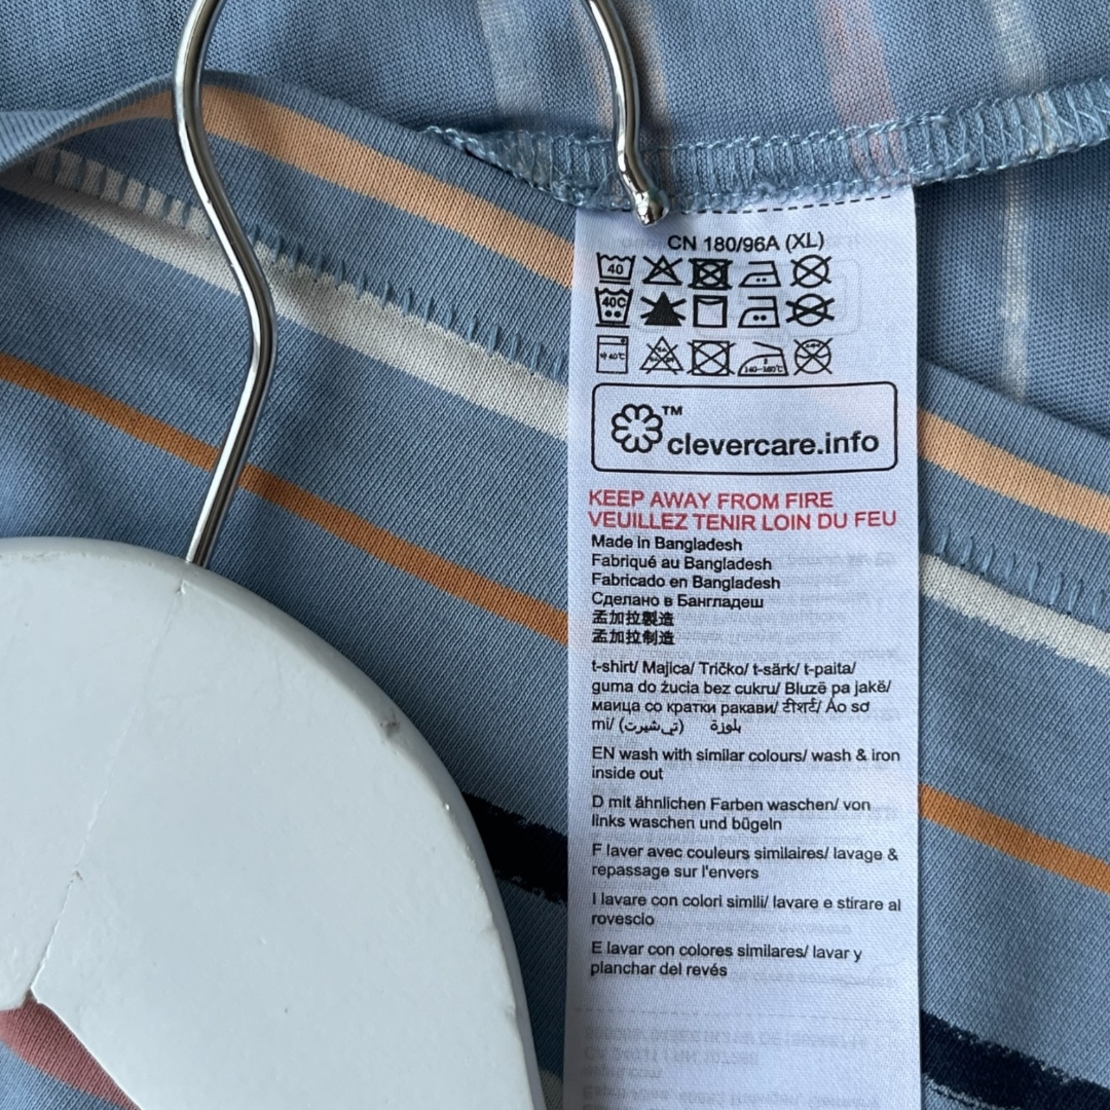 CN 180/96A (XL)
40
40C
40℃
140-160℃
TM
clevercare.info
KEEP AWAY FROM FIRE
VEUILLEZ TENIR LOIN DU FEU
Made in Bangladesh
Fabriqué au Bangladesh
Fabricado en Bangladesh
Сделано в Бангладеш
孟加拉製造
孟加拉制造
t-shirt/ Majica/ Tričko/ t-särk/ t-paita/
guma do żucia bez cukru/ Bluzē pa jakē/
маица со кратки ракави/ टीशर्ट/ Áo sơ
mi/ (تي شيرت) بلوزة
EN wash with similar colours/ wash & iron
inside out
D mit ähnlichen Farben waschen/ von
links waschen und bügeln
F laver avec couleurs similaires/ lavage &
repassage sur l'envers
I lavare con colori simili/ lavare e stirare al
rovescio
E lavar con colores similares/ lavar y
planchar del revés